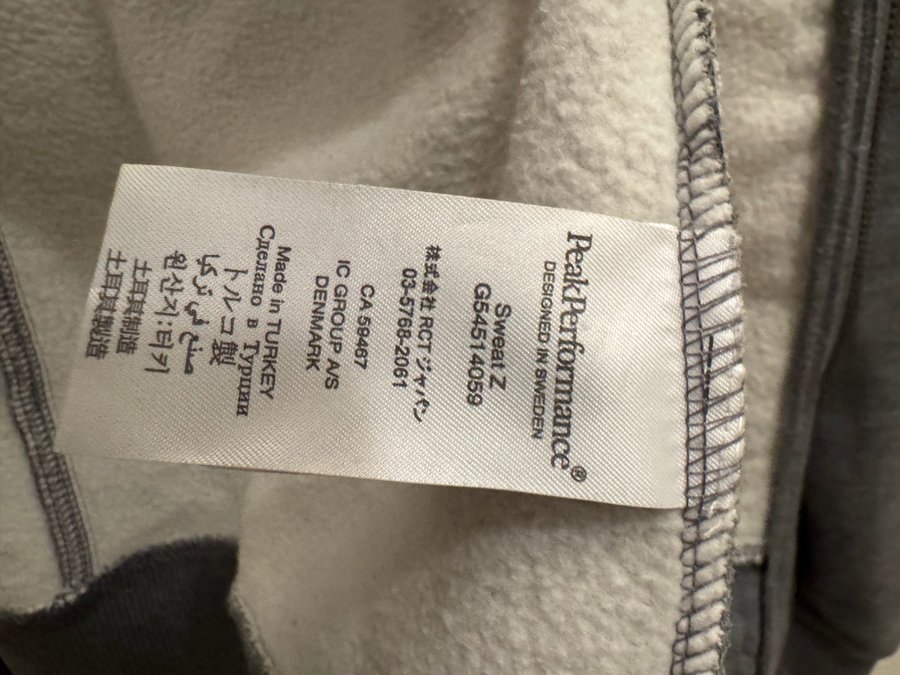 PeakPerformance®
DESIGNED IN SWEDEN
Sweat Z
G54514059
株式会社 RCTジャパン
03-5766-2061
CA 59467
IC GROUP A/S
DENMARK
Made in TURKEY
Сделано в Турции
トルコ製
صنع في تركيا
원산지:터키
土耳其制造
土耳其製造